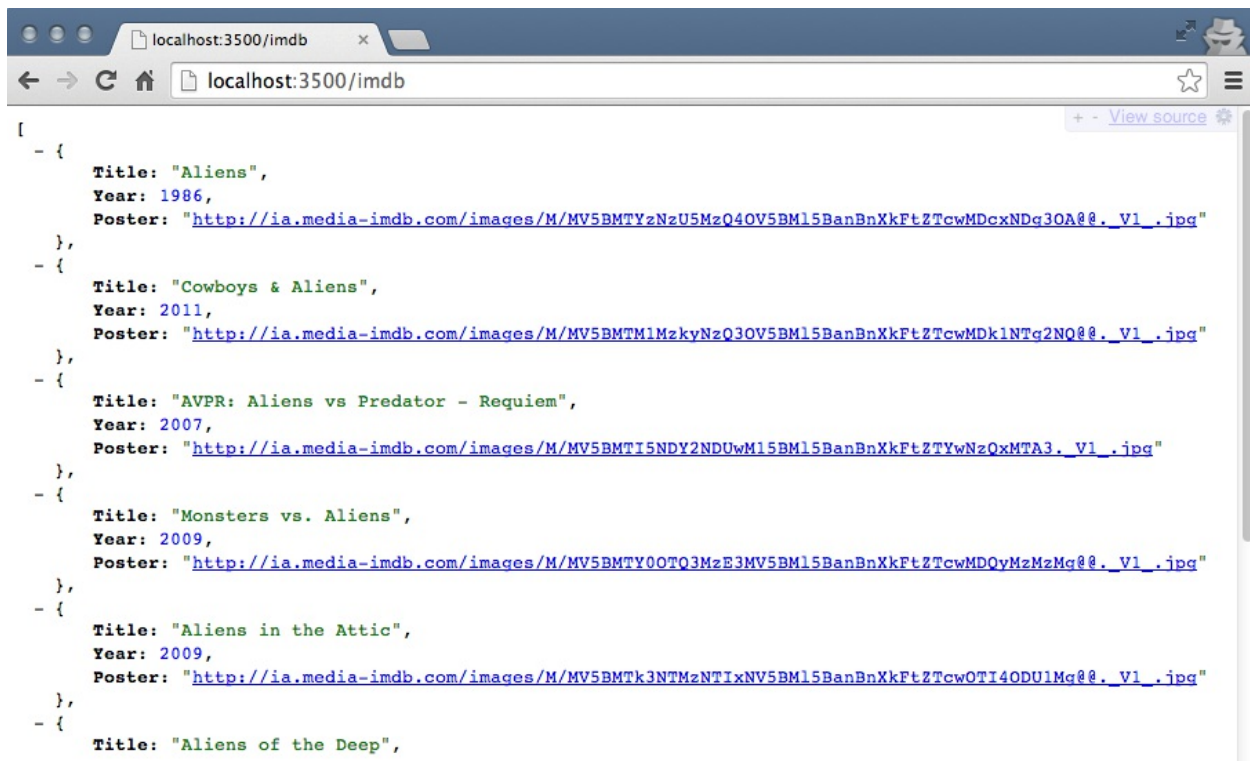 localhost:3500/imdb
localhost:3500/imdb
+ - View source
[
- {
Title: "Aliens",
Year: 1986,
Poster: "http://ia.media-imdb.com/images/M/MV5BMTYzNzU5MzQ4OV5BMl5BanBnXkFtZTcwMDcxNDg3OA@@._V1_.jpg"
},
- {
Title: "Cowboys & Aliens",
Year: 2011,
Poster: "http://ia.media-imdb.com/images/M/MV5BMTM1MzkyNzQ3OV5BMl5BanBnXkFtZTcwMDk1NTg2NQ@@._V1_.jpg"
},
- {
Title: "AVPR: Aliens vs Predator - Requiem",
Year: 2007,
Poster: "http://ia.media-imdb.com/images/M/MV5BMTI5NDY2NDUwM15BMl5BanBnXkFtZTYwNzQxMTA3._V1_.jpg"
},
- {
Title: "Monsters vs. Aliens",
Year: 2009,
Poster: "http://ia.media-imdb.com/images/M/MV5BMTY0OTQ3MzE3MV5BMl5BanBnXkFtZTcwMDQyMzMzMg@@._V1_.jpg"
},
- {
Title: "Aliens in the Attic",
Year: 2009,
Poster: "http://ia.media-imdb.com/images/M/MV5BMTk3NTMzNTIxNV5BMl5BanBnXkFtZTcwOTI4ODU1Mg@@._V1_.jpg"
},
- {
Title: "Aliens of the Deep",